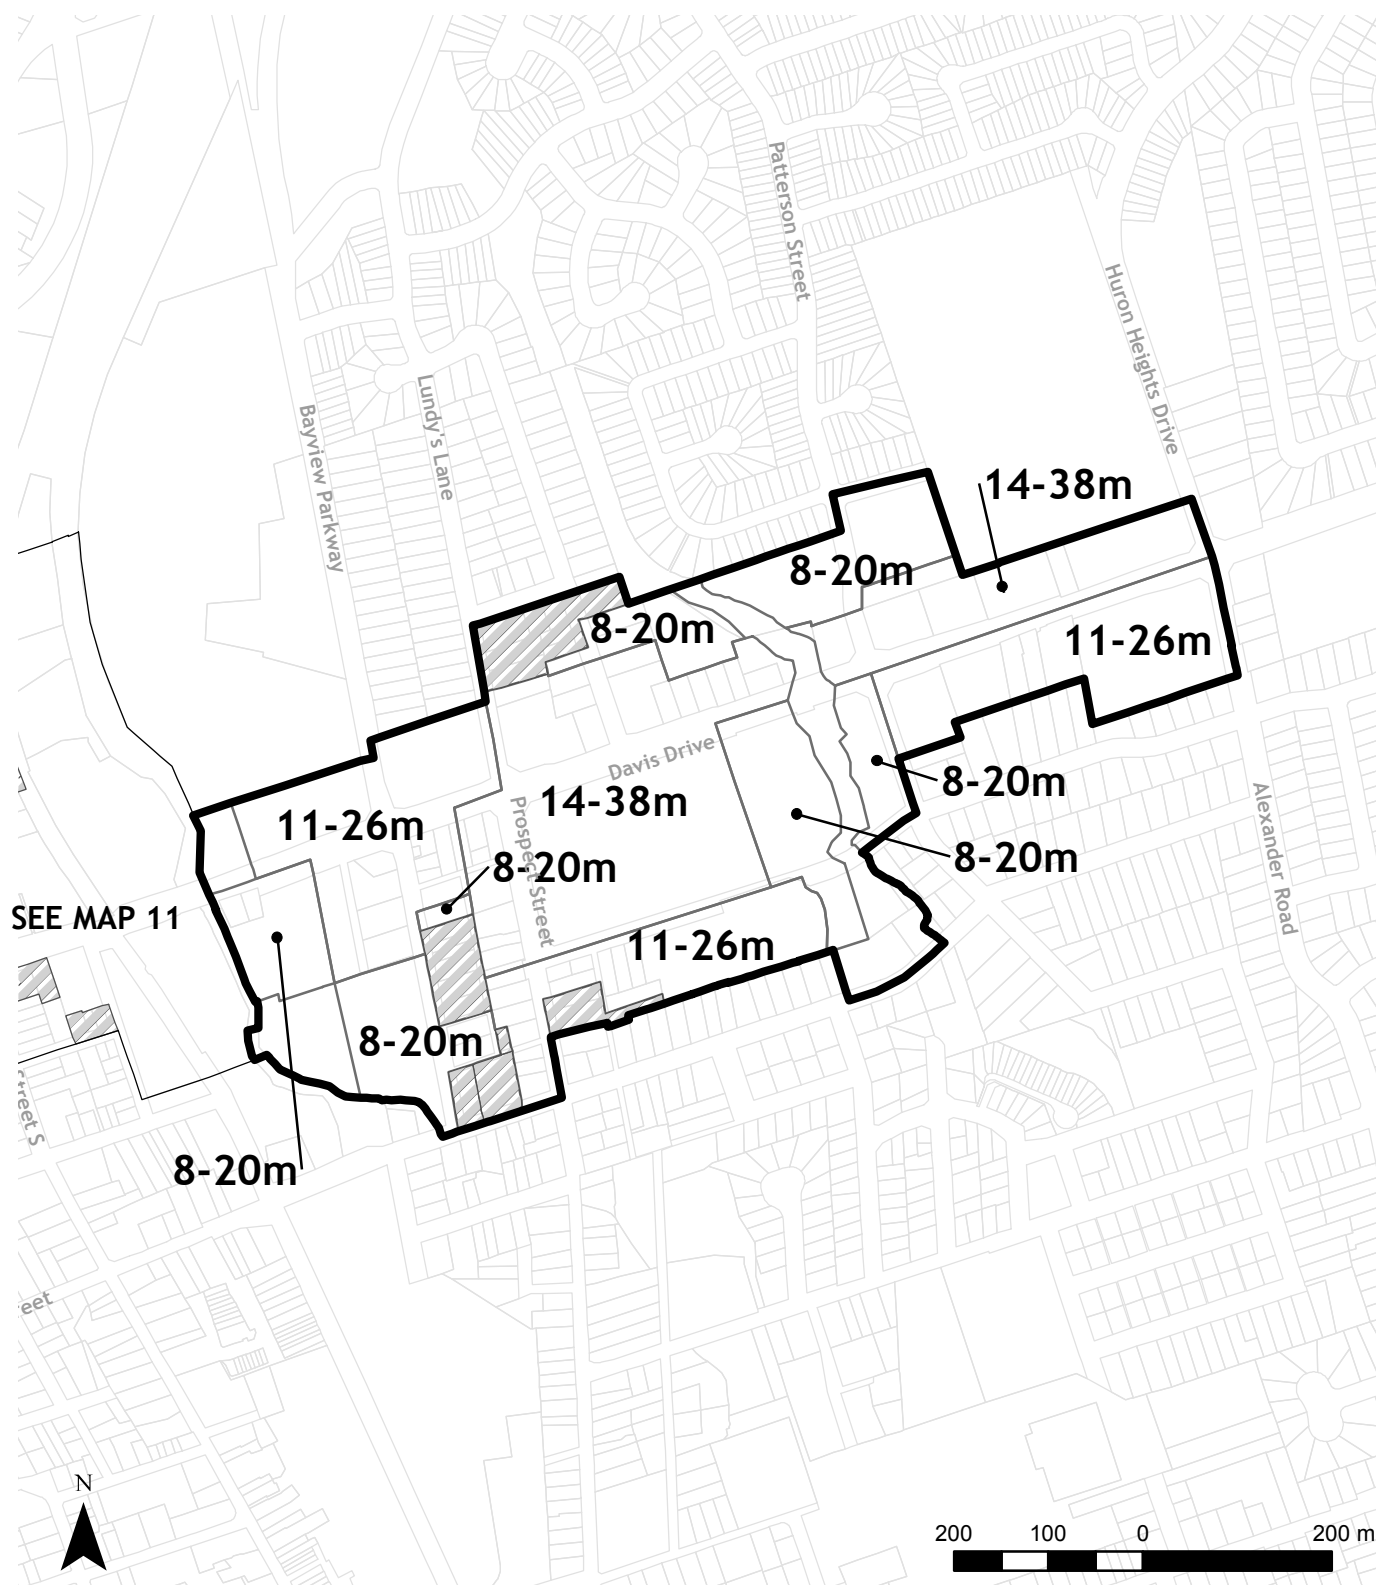 Patterson Street
Huron Heights Drive
Lundy's Lane
Bayview Parkway
14-38m
8-20m
8-20m
11-26m
Davis Drive
8-20m
14-38m
Prospect Street
11-26m
8-20m
8-20m
Alexander Road
SEE MAP 11
11-26m
8-20m
Street S
8-20m
eet
N
200 100 0 200 m